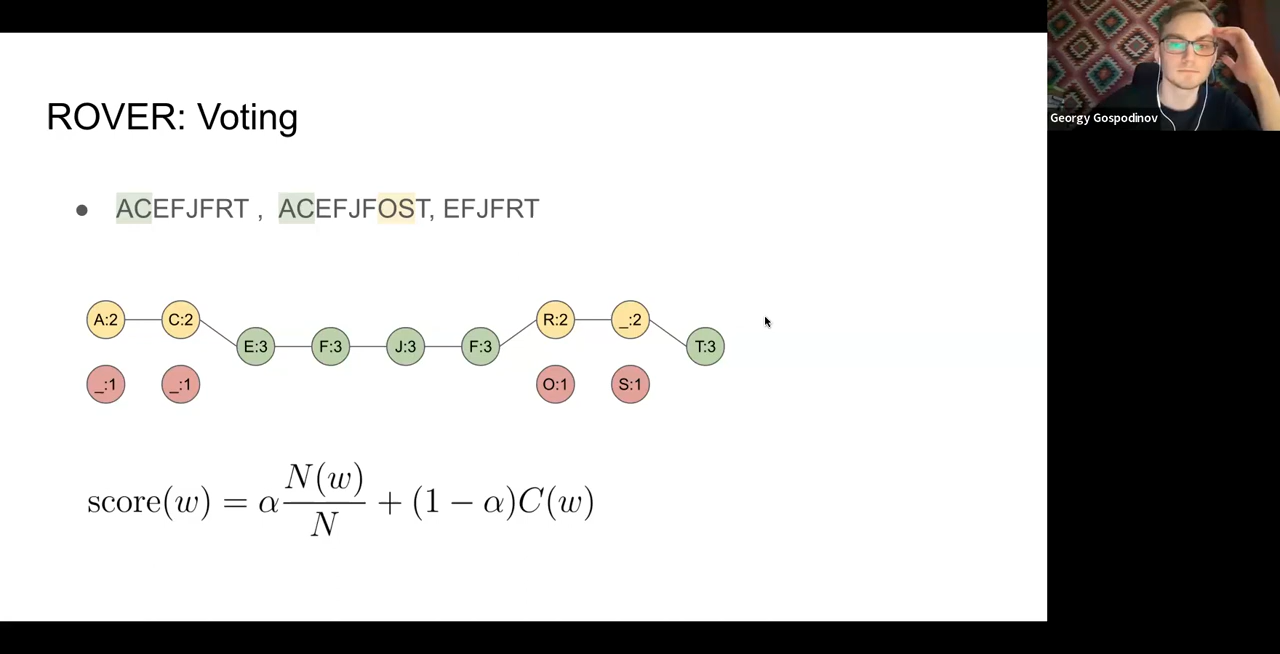 ROVER: Voting
● ACEFJFRT , ACEFJFOST, EFJFRT
A:2 C:2 E:3 F:3 J:3 F:3 R:2 _:2 T:3
_:1 _:1 O:1 S:1
score(w) = α N(w)/N + (1 − α)C(w)
Georgy Gospodinov